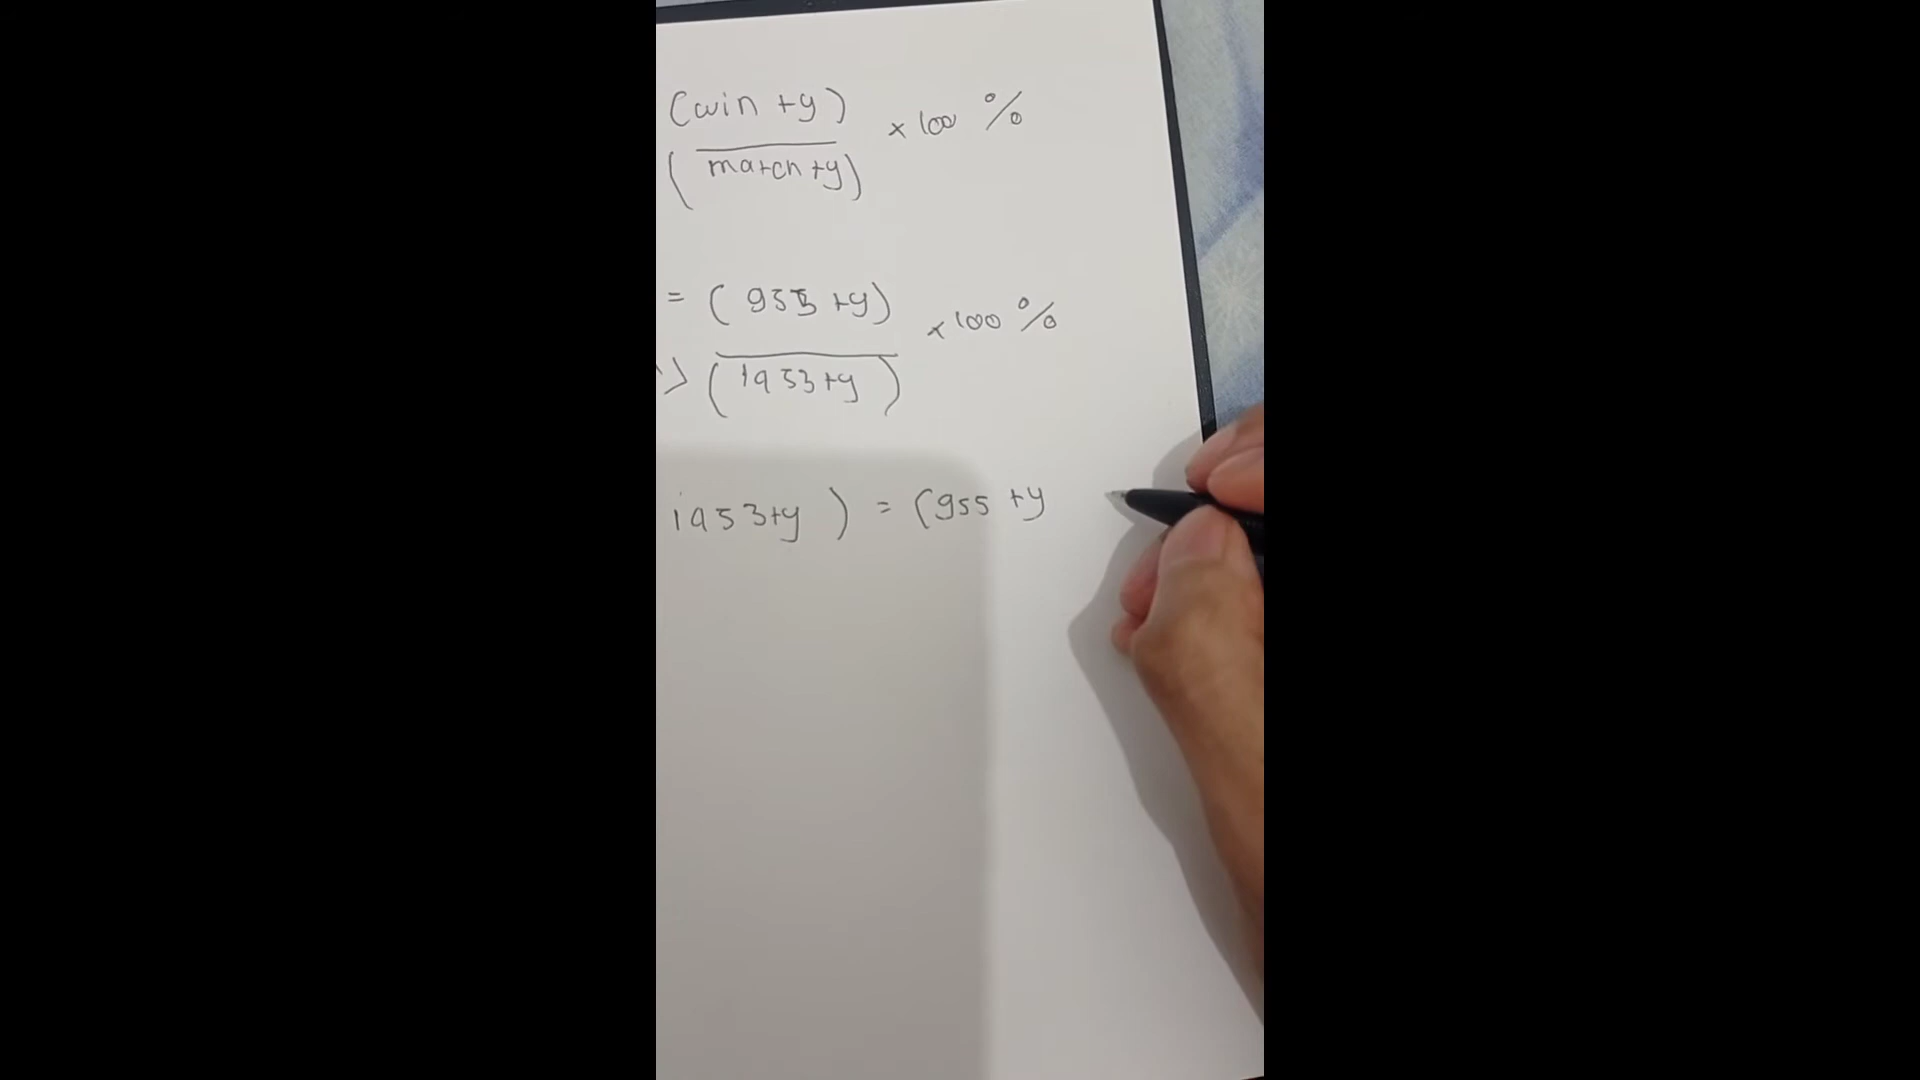 (win +y)
(match +y)
× 100 %
= (955 +y)
(1953+y)
× 100 %
1953+y ) = (955 +y